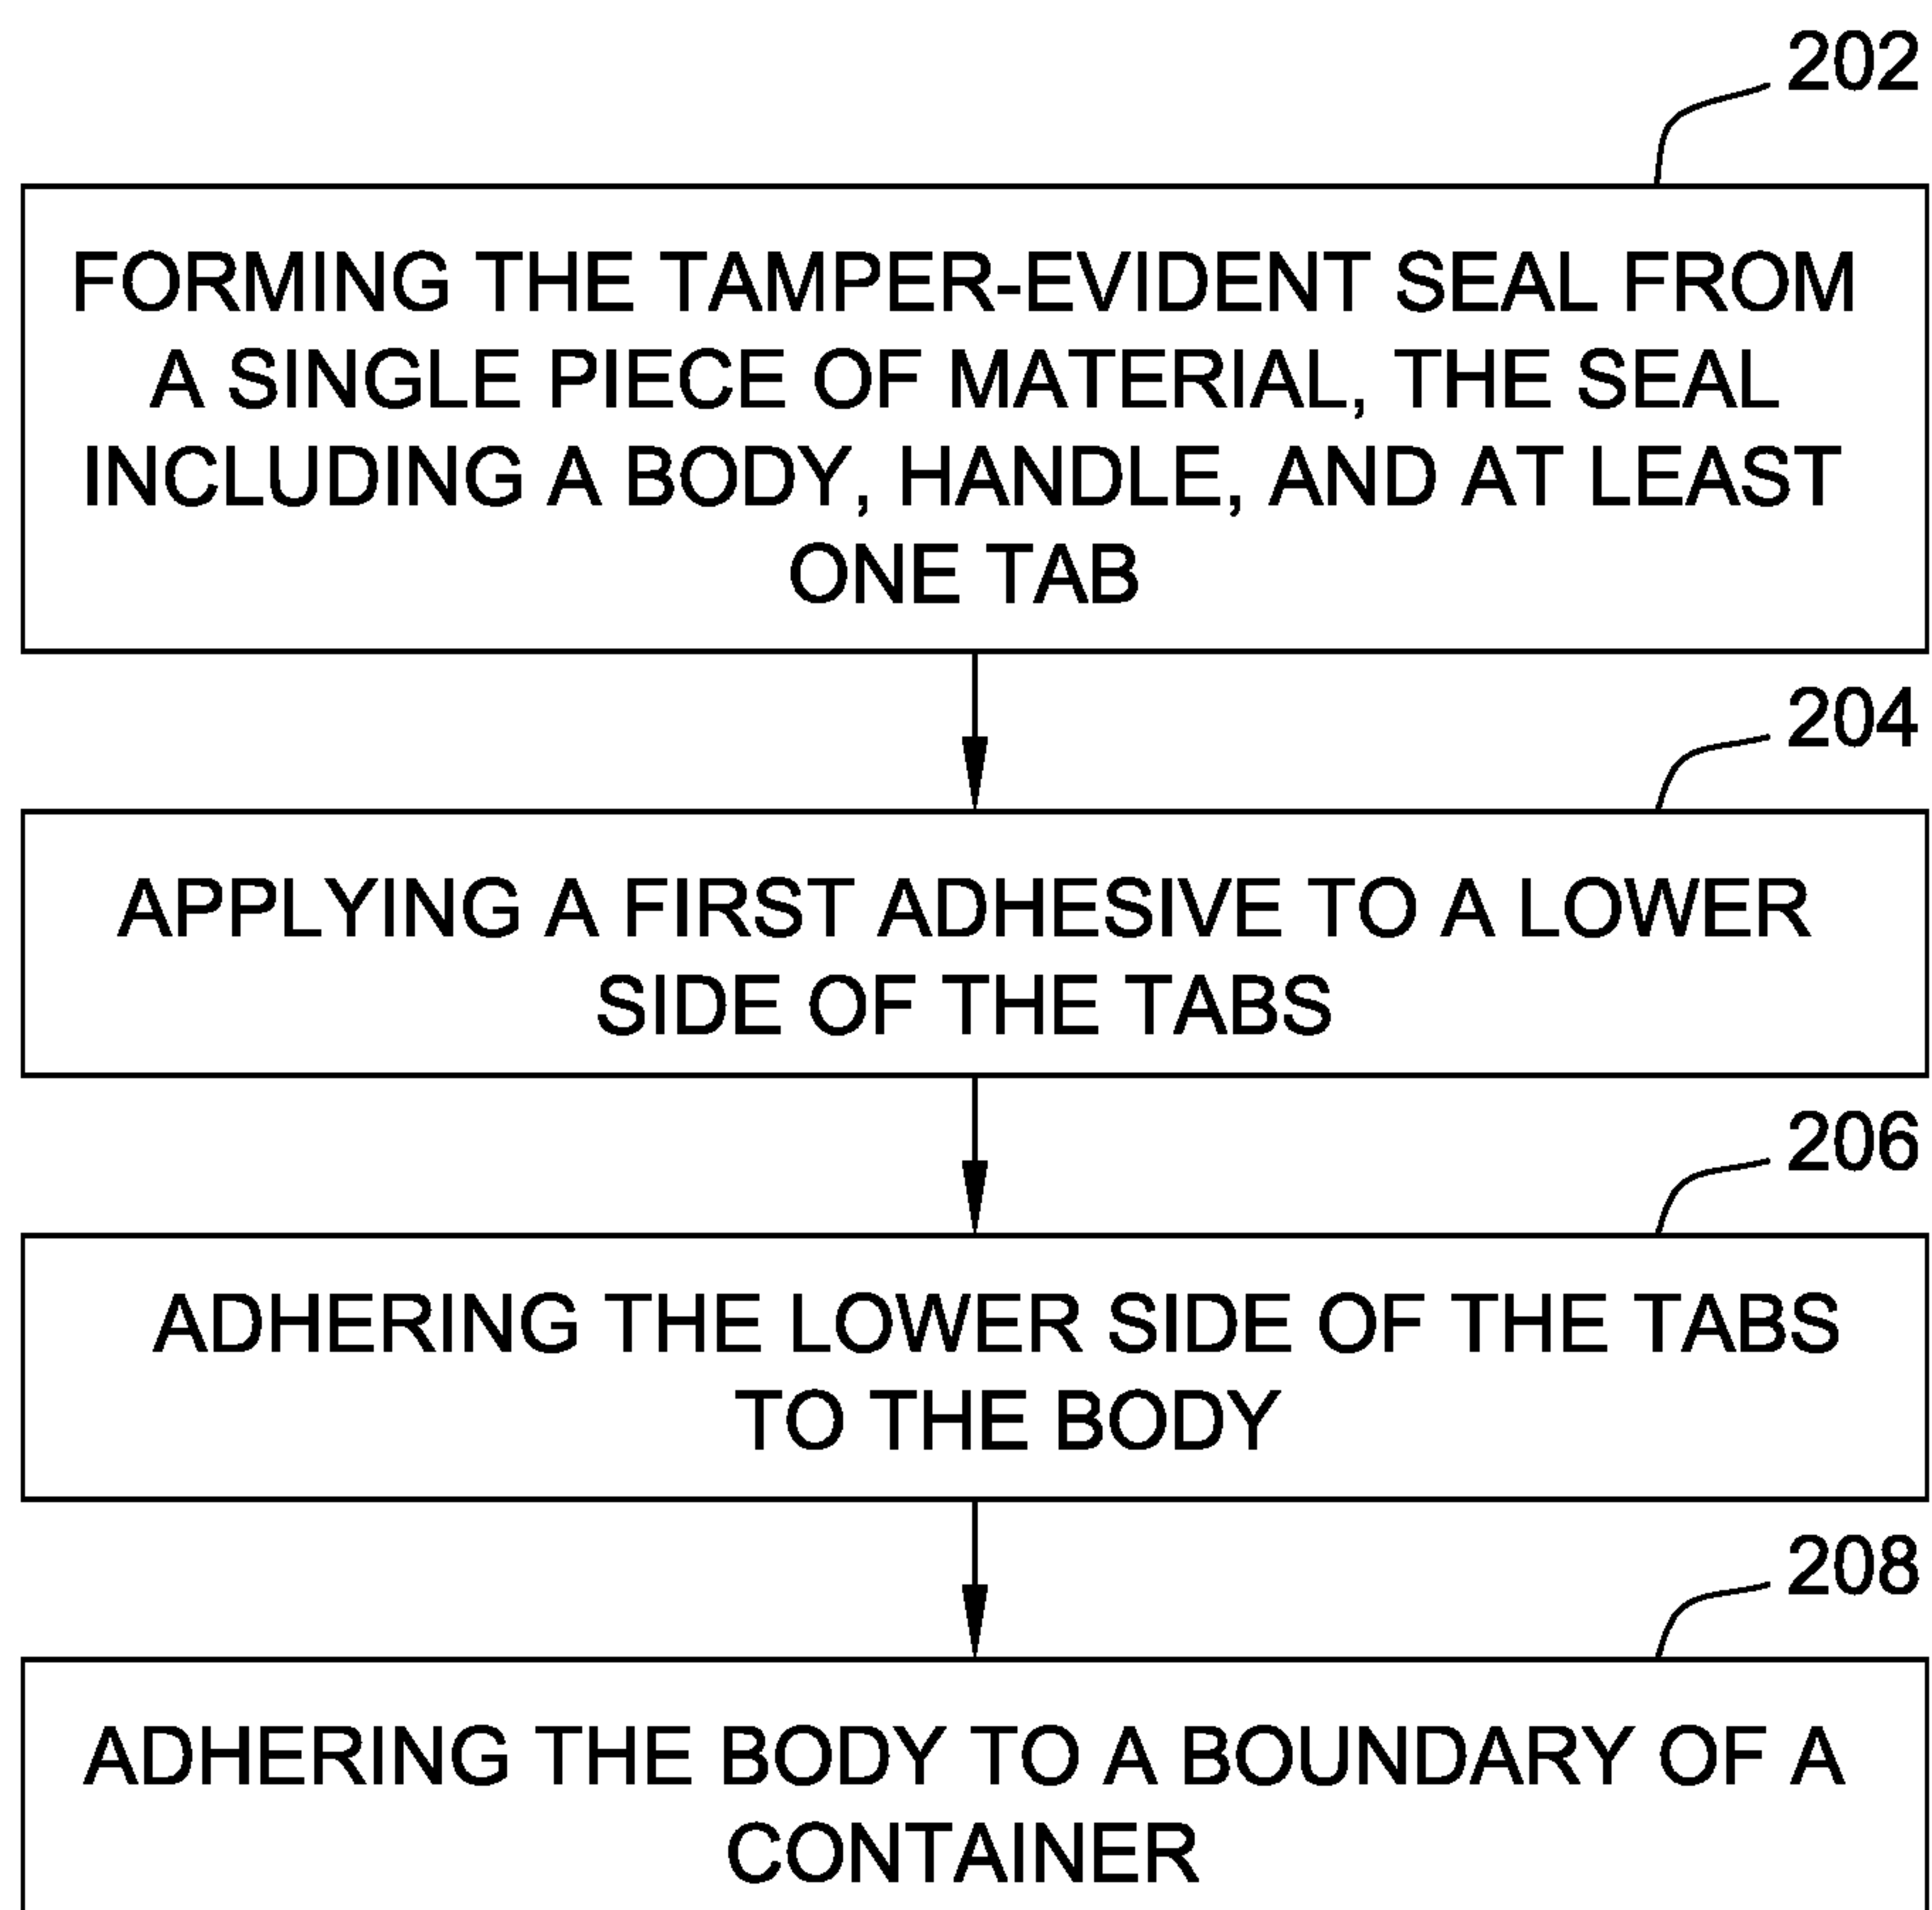 202
FORMING THE TAMPER-EVIDENT SEAL FROM
A SINGLE PIECE OF MATERIAL, THE SEAL
INCLUDING A BODY, HANDLE, AND AT LEAST
ONE TAB
204
APPLYING A FIRST ADHESIVE TO A LOWER
SIDE OF THE TABS
206
ADHERING THE LOWER SIDE OF THE TABS
TO THE BODY
208
ADHERING THE BODY TO A BOUNDARY OF A
CONTAINER